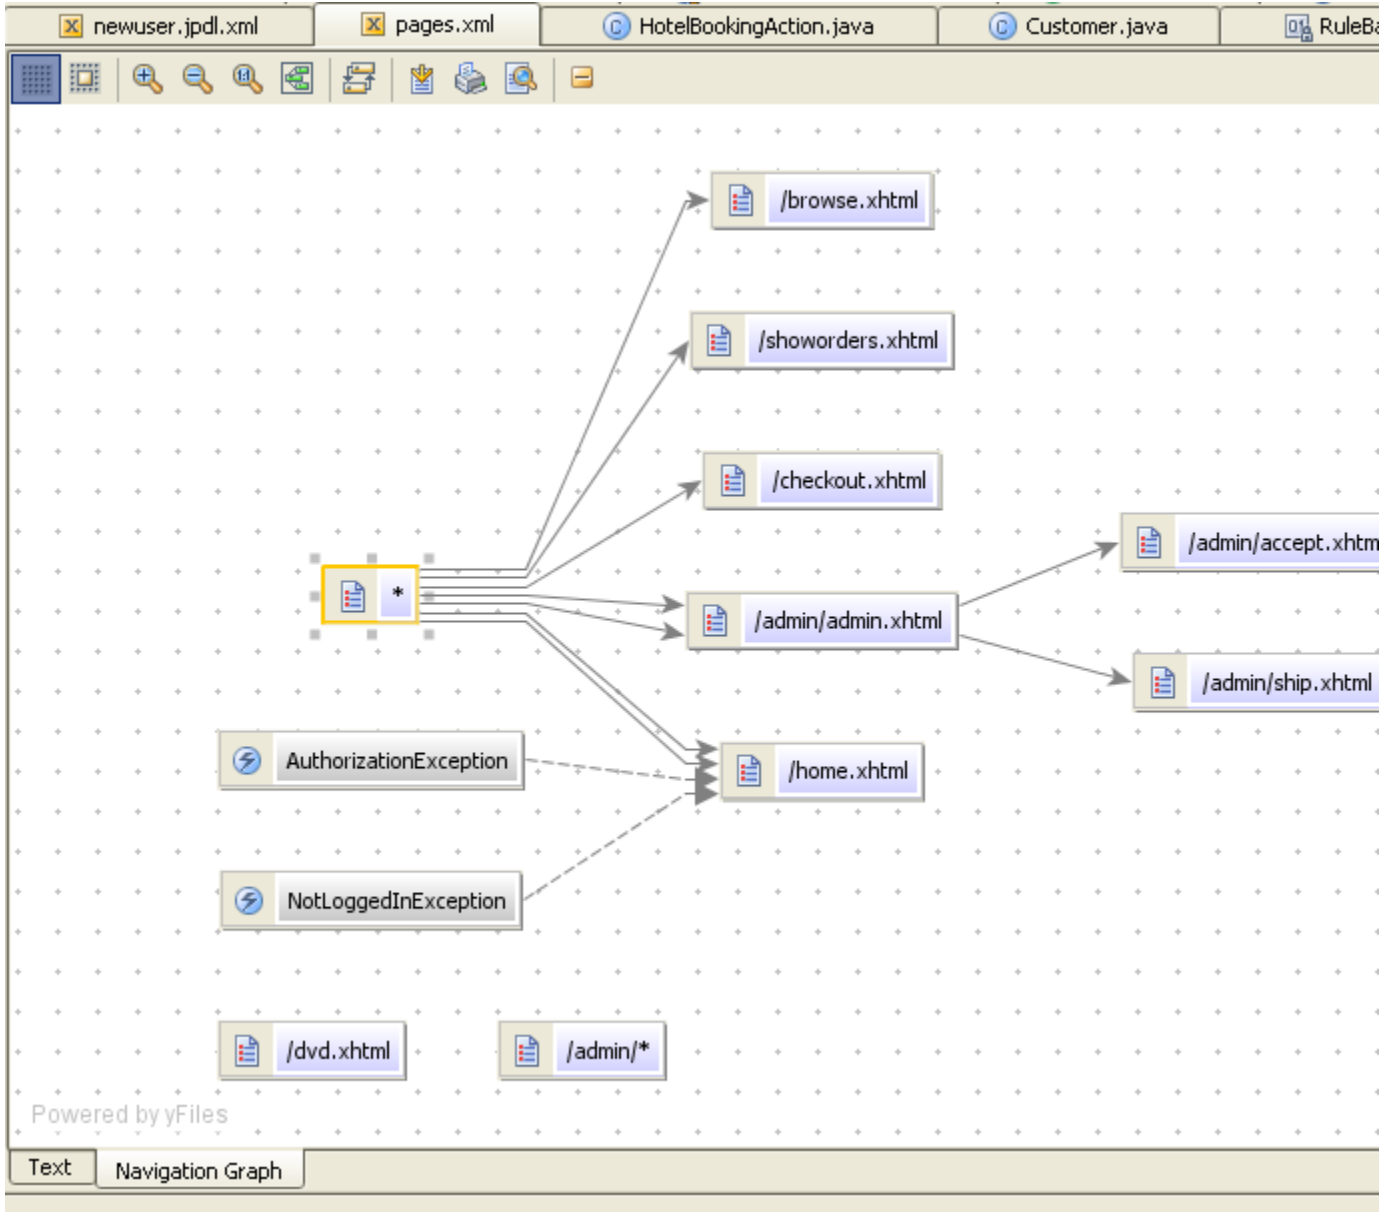 newuser.jpdl.xml
pages.xml
HotelBookingAction.java
Customer.java
RuleBa
/browse.xhtml
/showorders.xhtml
/checkout.xhtml
/admin/accept.xhtm
*
/admin/admin.xhtml
/admin/ship.xhtml
AuthorizationException
/home.xhtml
NotLoggedInException
/dvd.xhtml
/admin/*
Powered by yFiles
Text
Navigation Graph